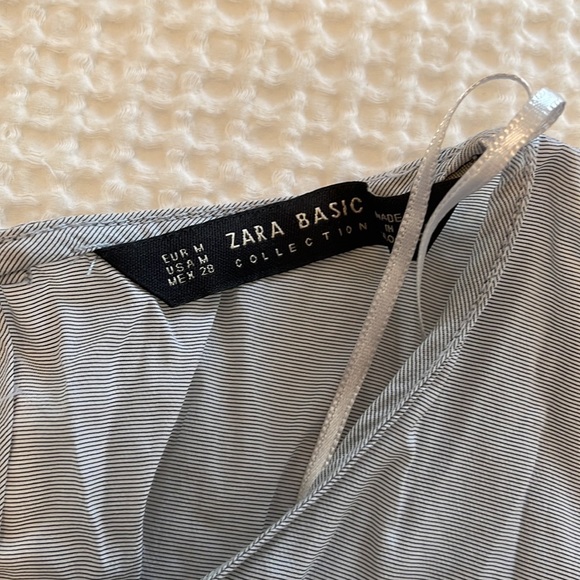 EUR M
USA M
MEX 28
ZARA BASIC
COLLECTION
MADE
IN